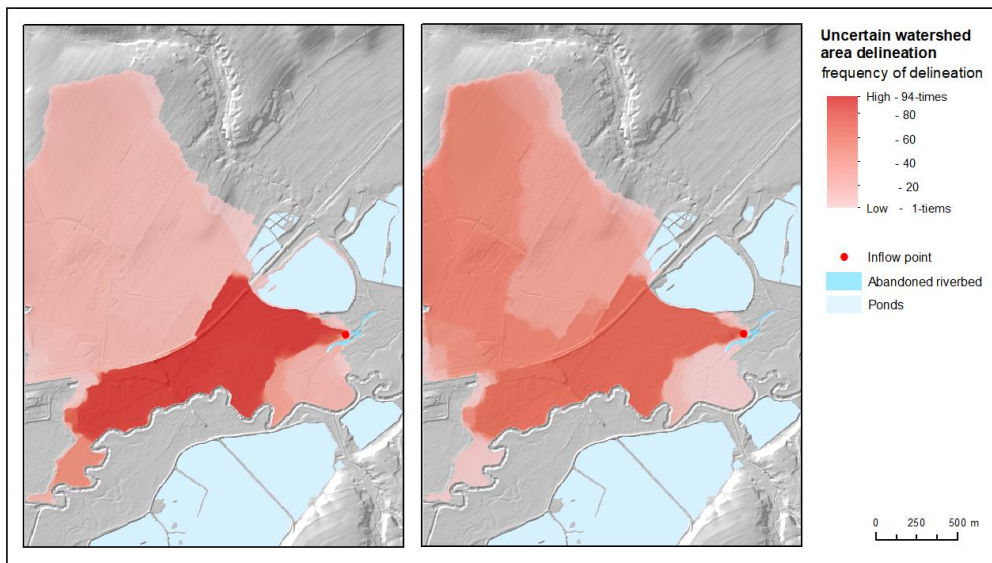 Uncertain watershed
area delineation
frequency of delineation
High - 94-times
- 80
- 60
- 40
- 20
Low - 1-tiems
Inflow point
Abandoned riverbed
Ponds
0 250 500 m